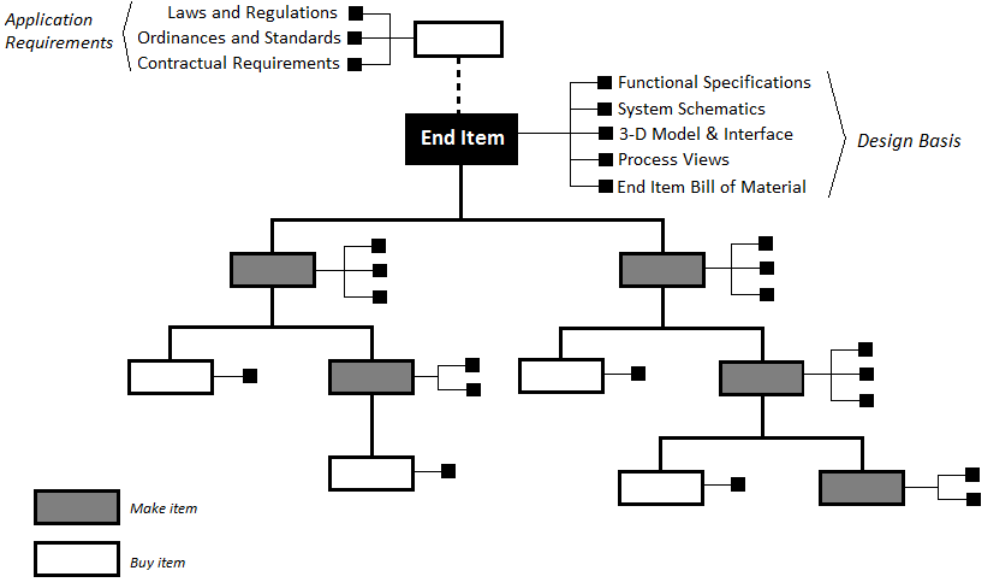 Application
Requirements
Laws and Regulations
Ordinances and Standards
Contractual Requirements
End Item
Functional Specifications
System Schematics
3-D Model & Interface
Process Views
End Item Bill of Material
Design Basis
Make item
Buy item